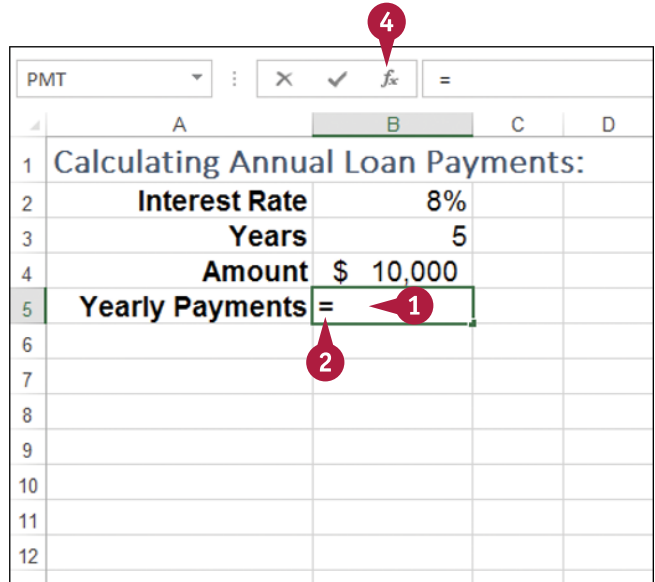 4
PMT fx =
A B C D
1 Calculating Annual Loan Payments:
2 Interest Rate 8%
3 Years 5
4 Amount $ 10,000
5 Yearly Payments = 1
6 2
7
8
9
10
11
12